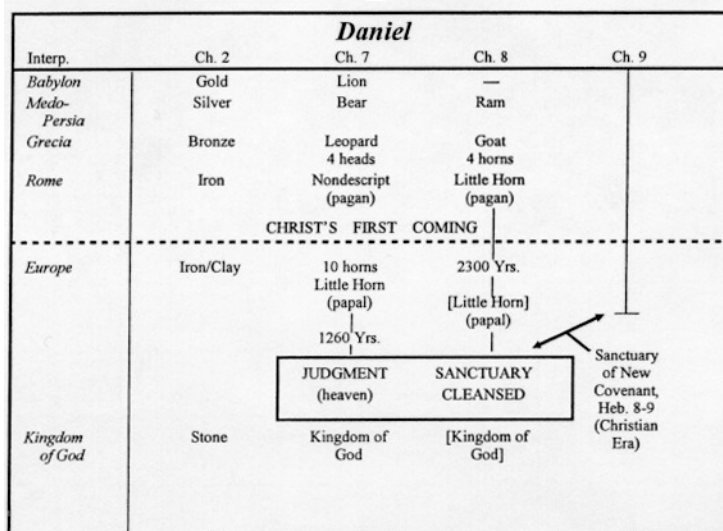 Daniel
Interp. Ch. 2 Ch. 7 Ch. 8 Ch. 9
Babylon Gold Lion —
Medo- Silver Bear Ram
Persia
Grecia Bronze Leopard Goat
4 heads 4 horns
Rome Iron Nondescript Little Horn
(pagan) (pagan)
CHRIST'S FIRST COMING
Europe Iron/Clay 10 horns 2300 Yrs.
Little Horn
(papal) [Little Horn]
(papal)
1260 Yrs.
JUDGMENT SANCTUARY
(heaven) CLEANSED
Sanctuary
of New
Covenant,
Heb. 8-9
(Christian
Era)
Kingdom Stone Kingdom of [Kingdom of
of God God God]